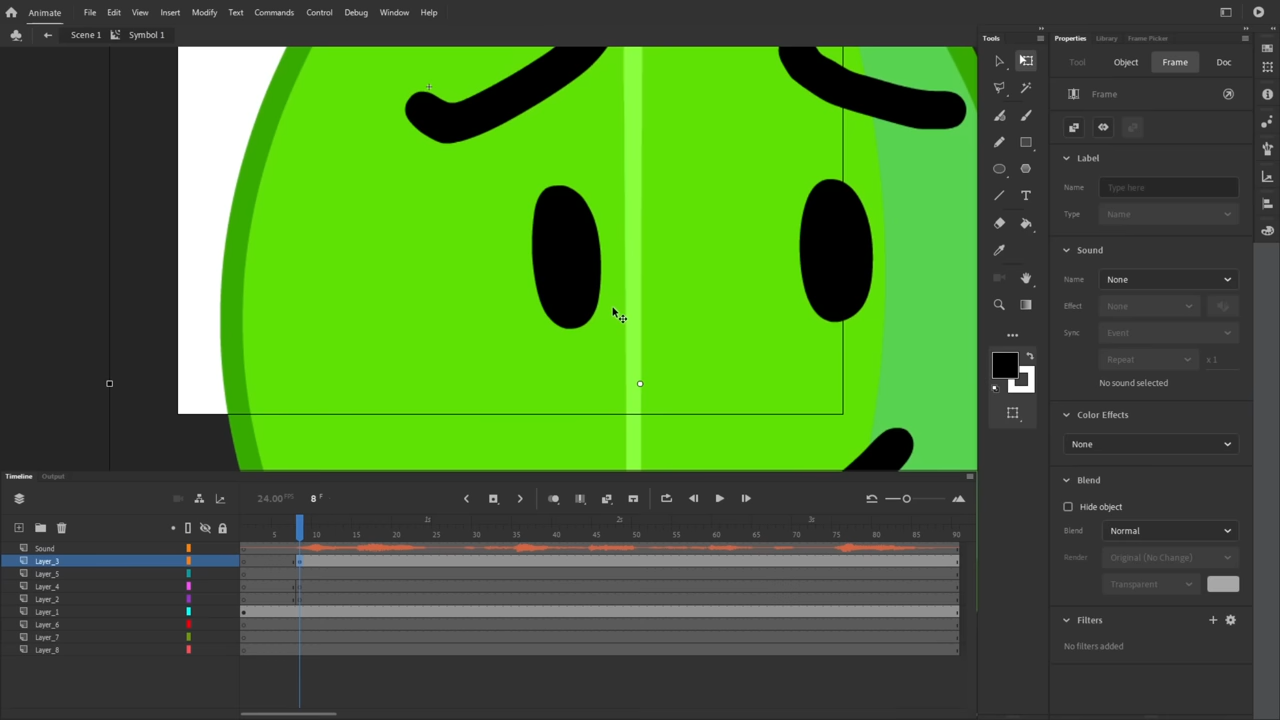 Animate File Edit View Insert Modify Text Commands Control Debug Window Help
Scene 1 Symbol 1
Tools
Properties Library Frame Picker
Tool Object Frame Doc
Frame
Label
Name Type here
Type Name
Sound
Name None
Effect None
Sync Event
Repeat x 1
No sound selected
Color Effects
None
Blend
Hide object
Blend Normal
Render Original (No Change)
Transparent
Filters
No filters added
Timeline Output
24.00 FPS 8 F
1s 2s 3s
5 10 15 20 25 30 35 40 45 50 55 60 65 70 75 80 85 90
Sound
Layer_3
Layer_5
Layer_4
Layer_2
Layer_1
Layer_6
Layer_7
Layer_8
T